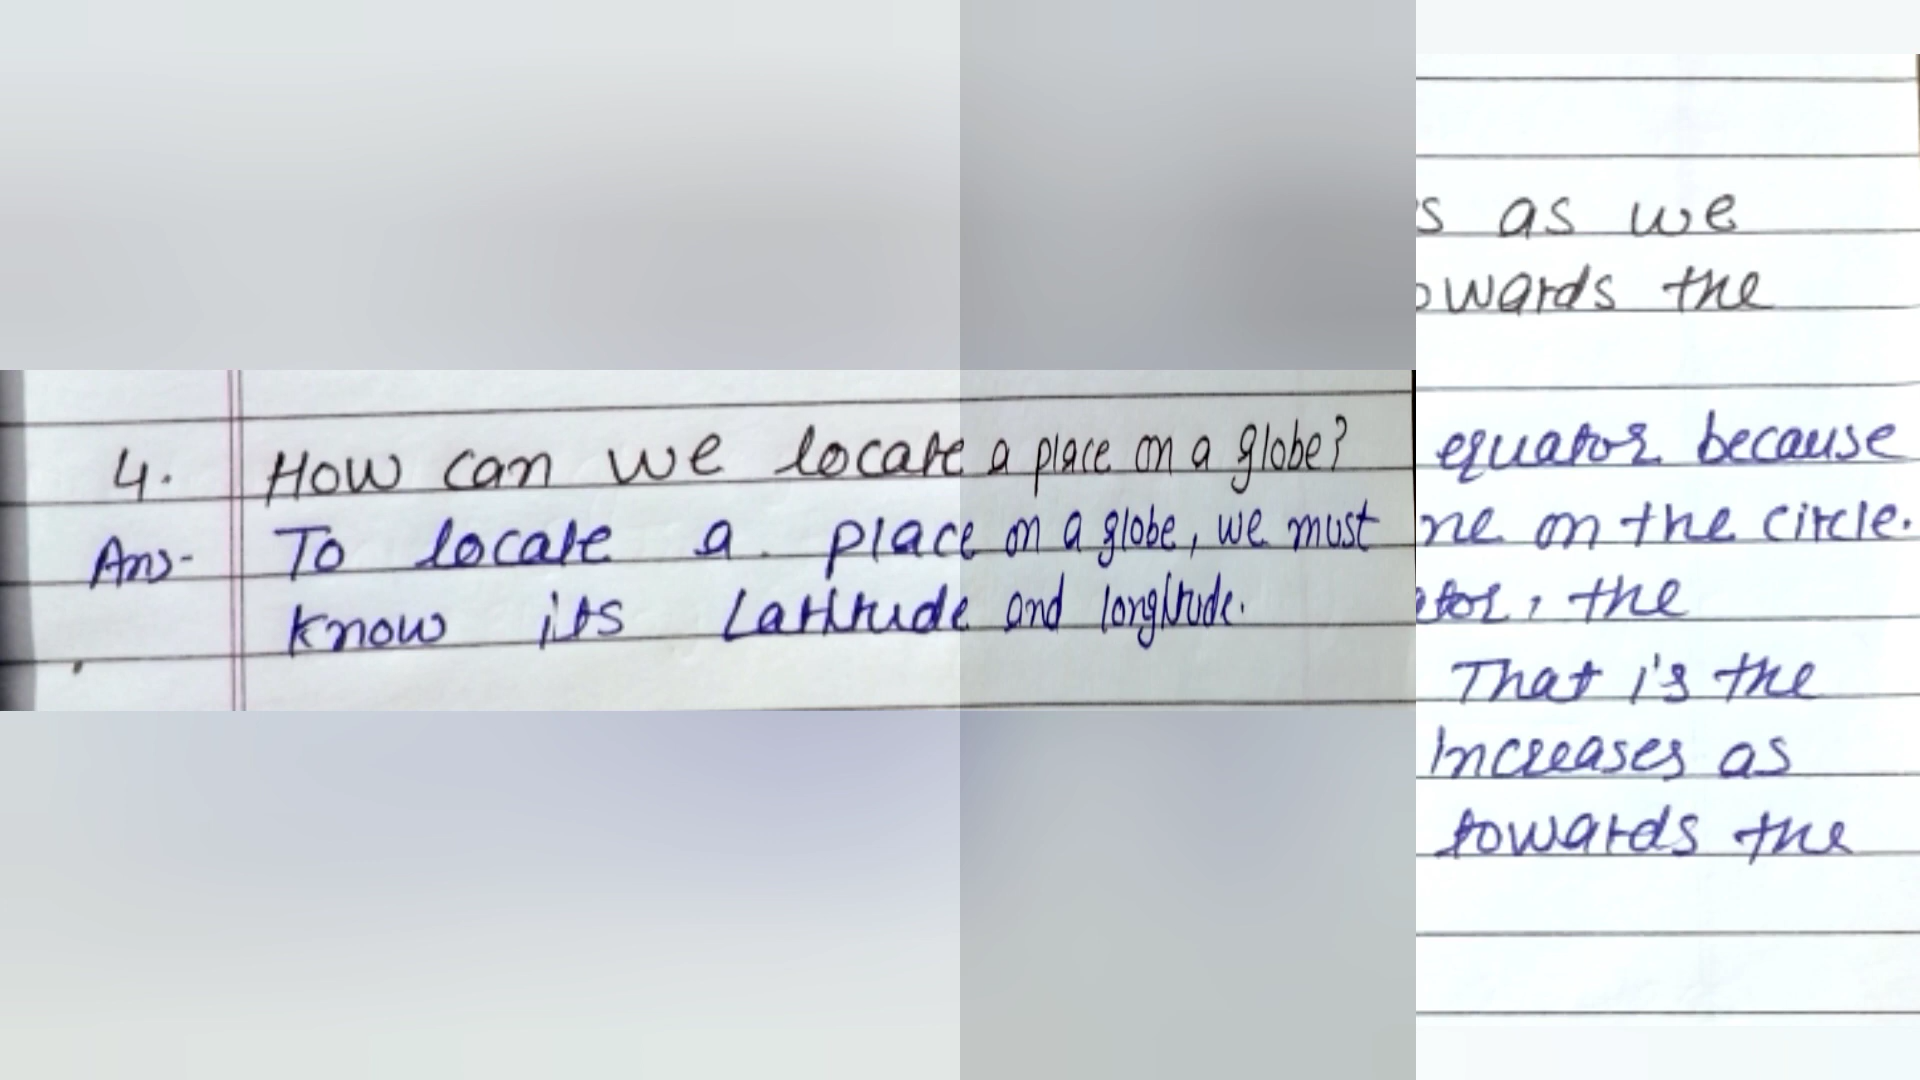 4. How can we locate a place on a globe?
Ans- To locate a place on a globe, we must
know its Latitude and longitude.
s as we
owards the
equator because
ne on the circle.
ator, the
That is the
increases as
towards the